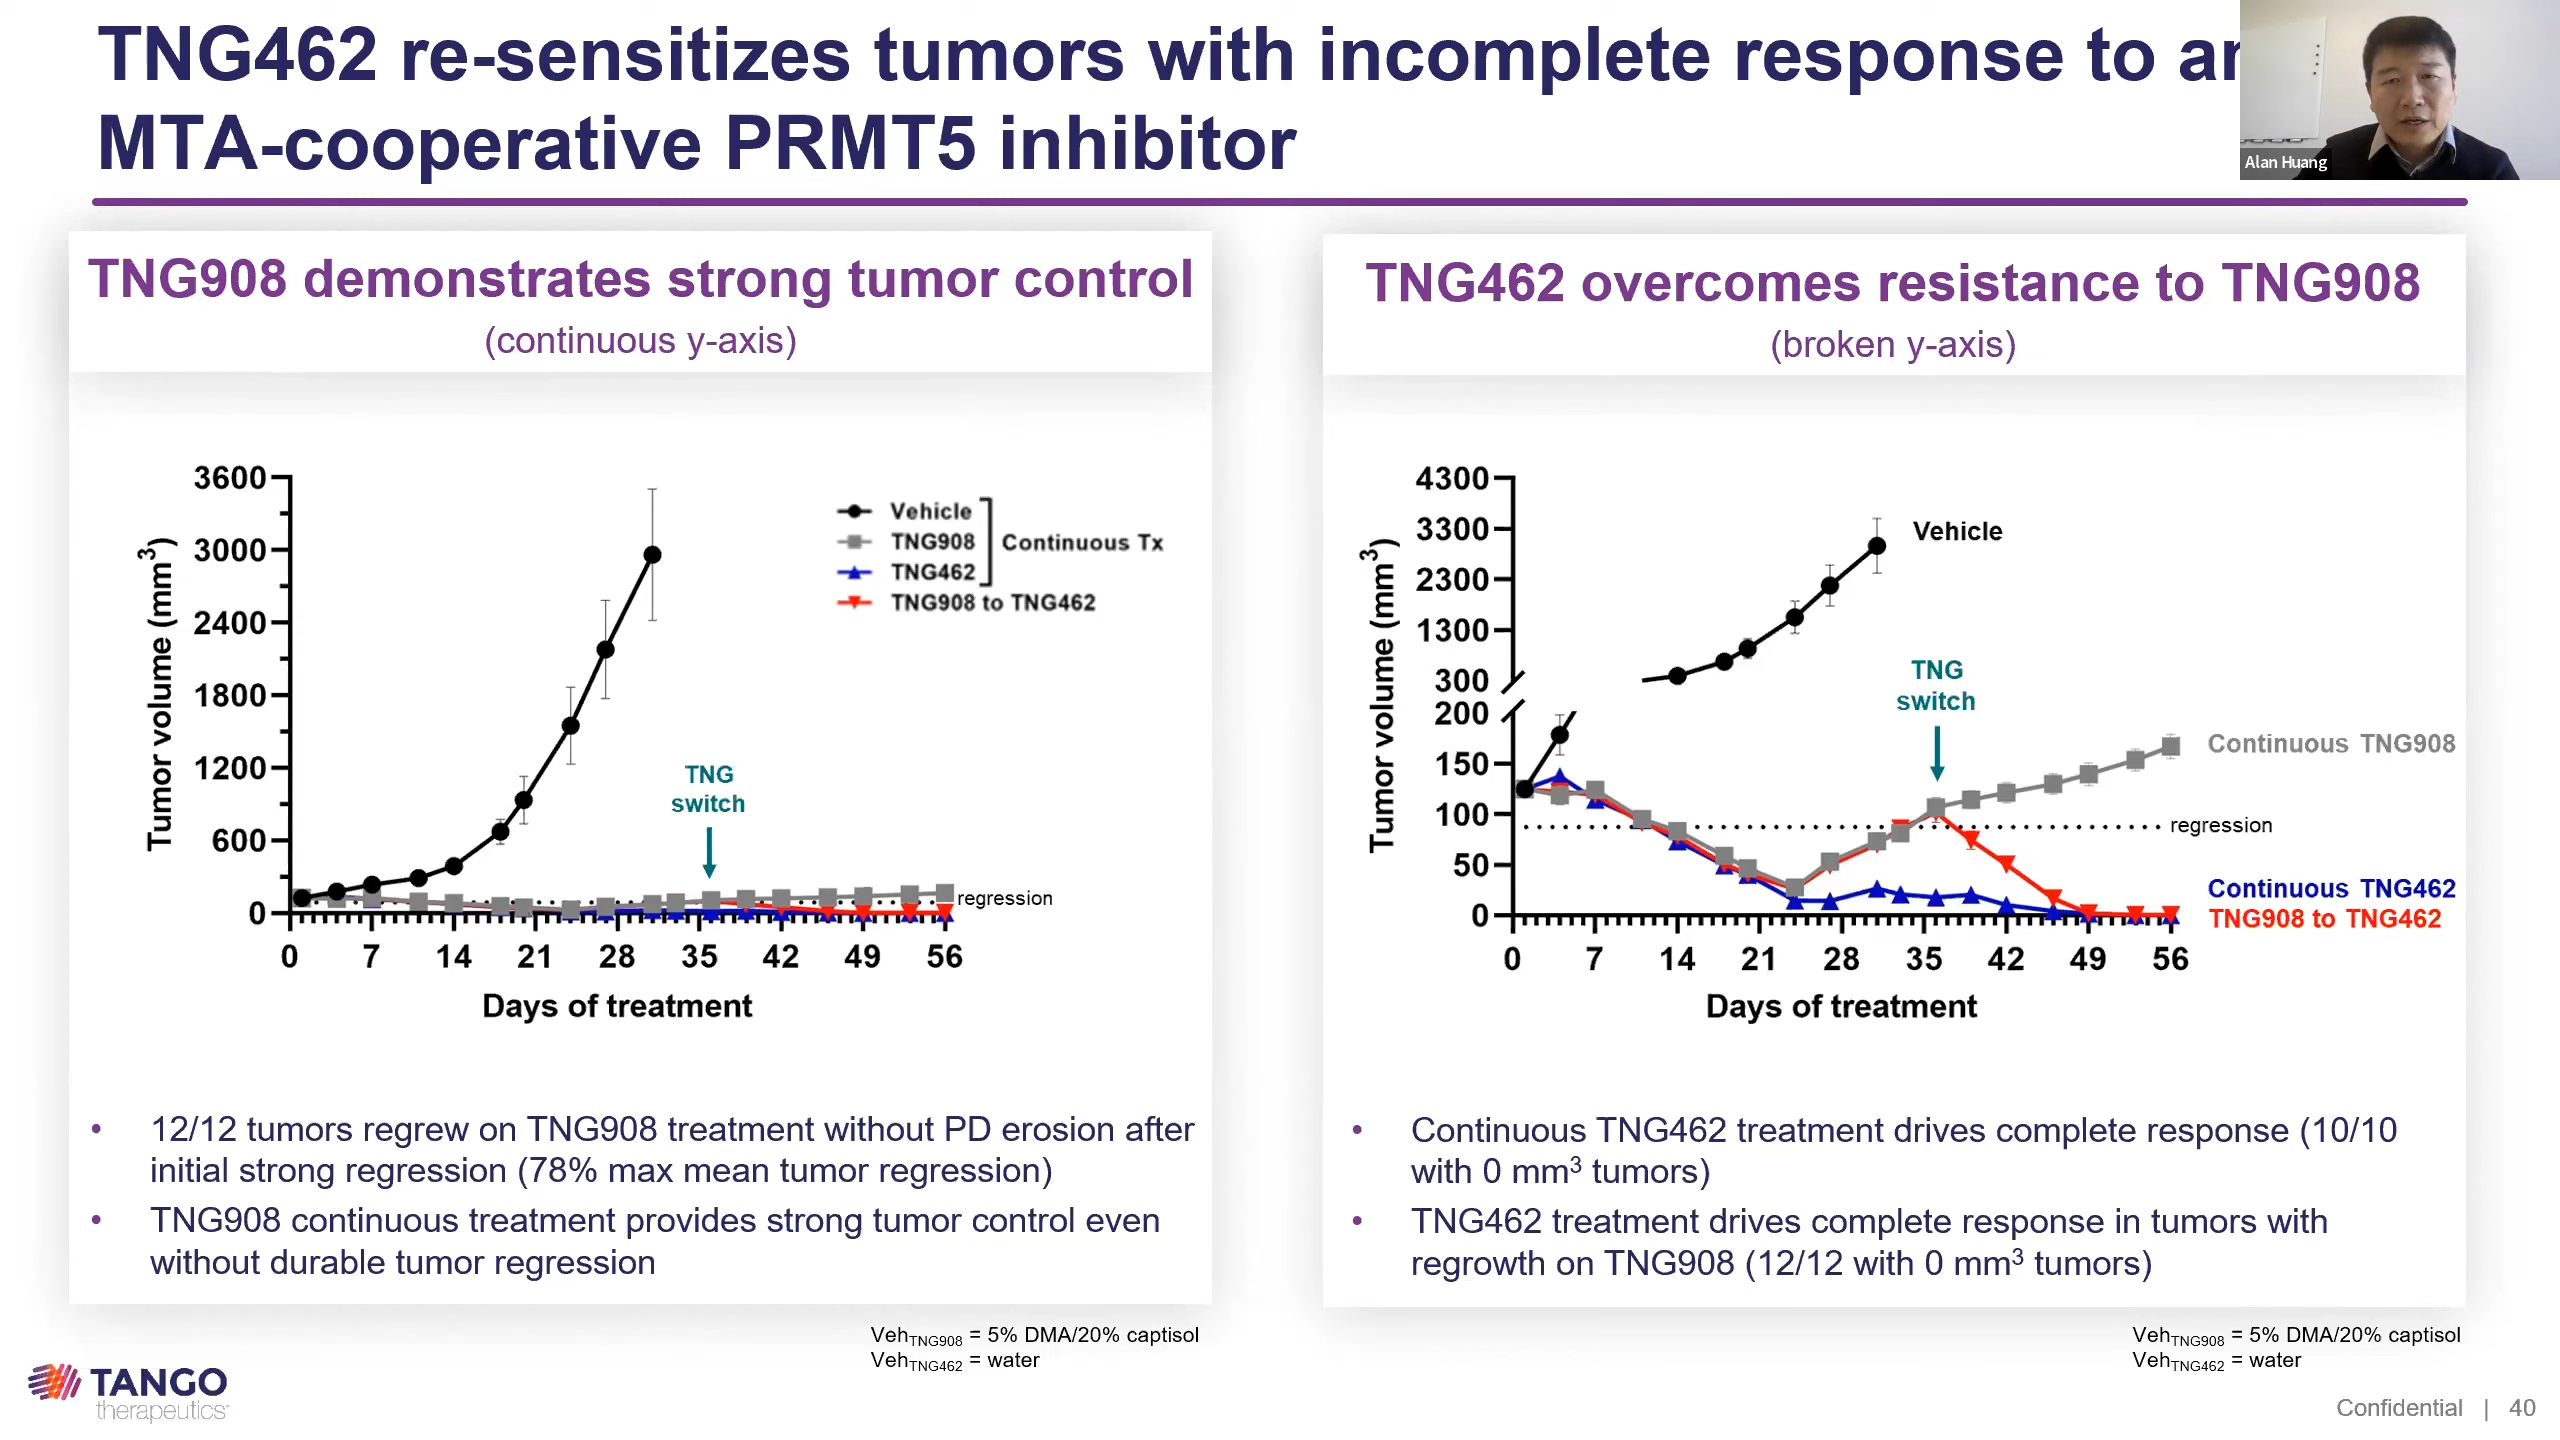 TNG462 re-sensitizes tumors with incomplete response to
MTA-cooperative PRMT5 inhibitor
Alan Huang
TNG908 demonstrates strong tumor control
(continuous y-axis)
3600
3000
2400
1800
1200
600
0
Tumor volume (mm³)
Vehicle
TNG908
TNG462
Continuous Tx
TNG908 to TNG462
TNG
switch
regression
0 7 14 21 28 35 42 49 56
Days of treatment
• 12/12 tumors regrew on TNG908 treatment without PD erosion after
initial strong regression (78% max mean tumor regression)
• TNG908 continuous treatment provides strong tumor control even
without durable tumor regression
VehTNG908 = 5% DMA/20% captisol
VehTNG462 = water
TNG462 overcomes resistance to TNG908
(broken y-axis)
4300
3300
2300
1300
300
200
150
100
50
0
Tumor volume (mm³)
Vehicle
TNG
switch
Continuous TNG908
regression
Continuous TNG462
TNG908 to TNG462
0 7 14 21 28 35 42 49 56
Days of treatment
• Continuous TNG462 treatment drives complete response (10/10
with 0 mm³ tumors)
• TNG462 treatment drives complete response in tumors with
regrowth on TNG908 (12/12 with 0 mm³ tumors)
VehTNG908 = 5% DMA/20% captisol
VehTNG462 = water
TANGO
therapeutics
Confidential | 40